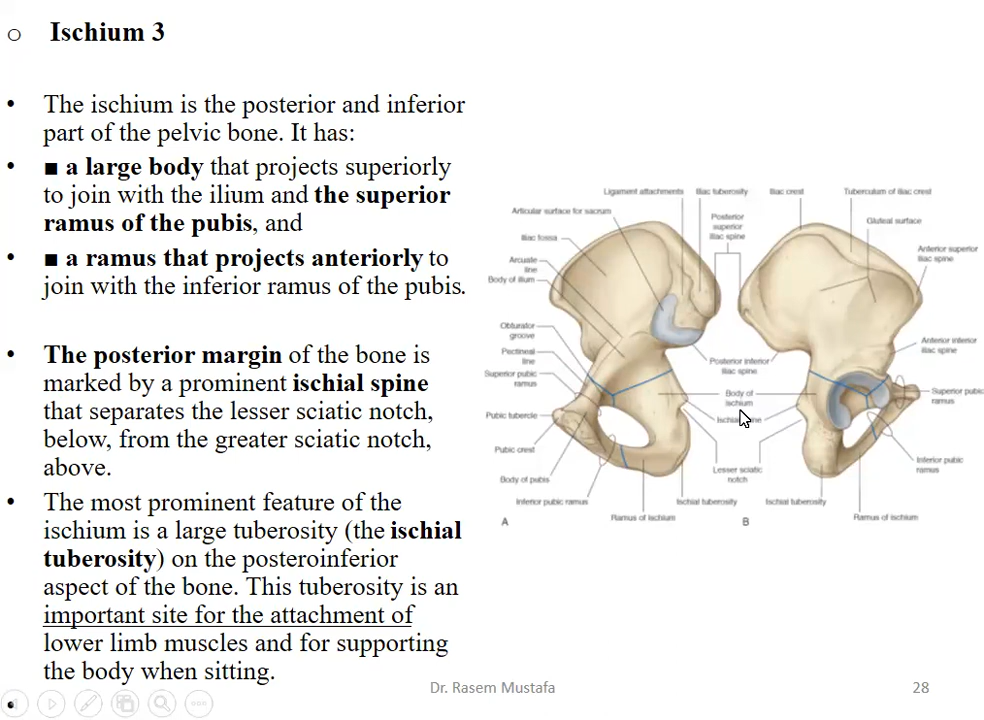 Ischium 3
The ischium is the posterior and inferior
part of the pelvic bone. It has:
■ a large body that projects superiorly
to join with the ilium and the superior
ramus of the pubis, and
■ a ramus that projects anteriorly to
join with the inferior ramus of the pubis.
The posterior margin of the bone is
marked by a prominent ischial spine
that separates the lesser sciatic notch,
below, from the greater sciatic notch,
above.
The most prominent feature of the
ischium is a large tuberosity (the ischial
tuberosity) on the posteroinferior
aspect of the bone. This tuberosity is an
important site for the attachment of
lower limb muscles and for supporting
the body when sitting.
Ligament attachments
Iliac tuberosity
Iliac crest
Tuberculum of iliac crest
Articular surface for sacrum
Posterior
superior
iliac spine
Gluteal surface
Iliac fossa
Arcuate
line
Body of ilium
Anterior superior
iliac spine
Obturator
groove
Pectineal
line
Superior pubic
ramus
Pubic tubercle
Pubic crest
Body of pubis
Inferior pubic ramus
Ramus of ischium
Ischial tuberosity
A
Posterior inferior
iliac spine
Body of
ischium
Lesser sciatic
notch
Anterior inferior
iliac spine
Superior pubic
ramus
Inferior pubic
ramus
Ischial tuberosity
Ramus of ischium
B
Dr. Rasem Mustafa
28